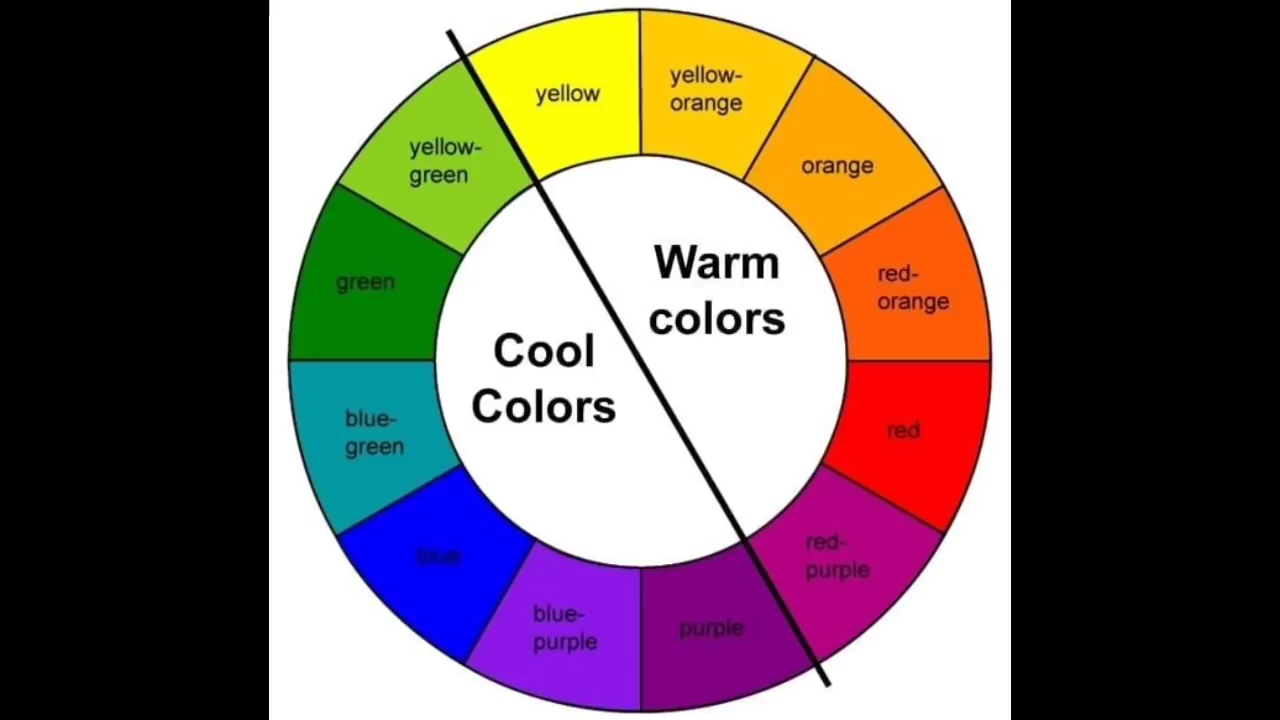 yellow
yellow-
orange
orange
red-
orange
red
red-
purple
purple
blue-
purple
blue
blue-
green
green
yellow-
green
Warm
colors
Cool
Colors